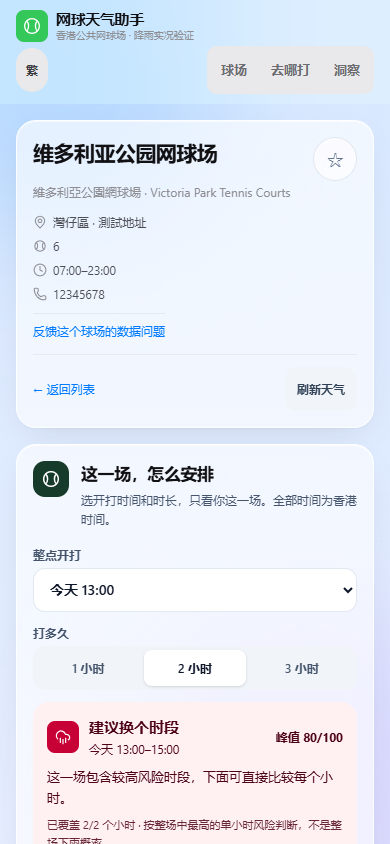 网球天气助手
香港公共网球场 · 降雨实况验证
繁
球场 去哪打 洞察
維多利亚公园网球场
☆
維多利亞公園網球場 · Victoria Park Tennis Courts
灣仔區 · 測試地址
6
07:00–23:00
12345678
反馈这个球场的数据问题
← 返回列表
刷新天气
这一场，怎么安排
选开打时间和时长，只看你这一场。全部时间为香港
时间。
整点开打
今天 13:00
打多久
1 小时 2 小时 3 小时
建议换个时段
今天 13:00–15:00
峰值 80/100
这一场包含较高风险时段，下面可直接比较每个小
时。
已覆盖 2/2 个小时 · 按整场中最高的单小时风险判断，不是整
场下雨概率